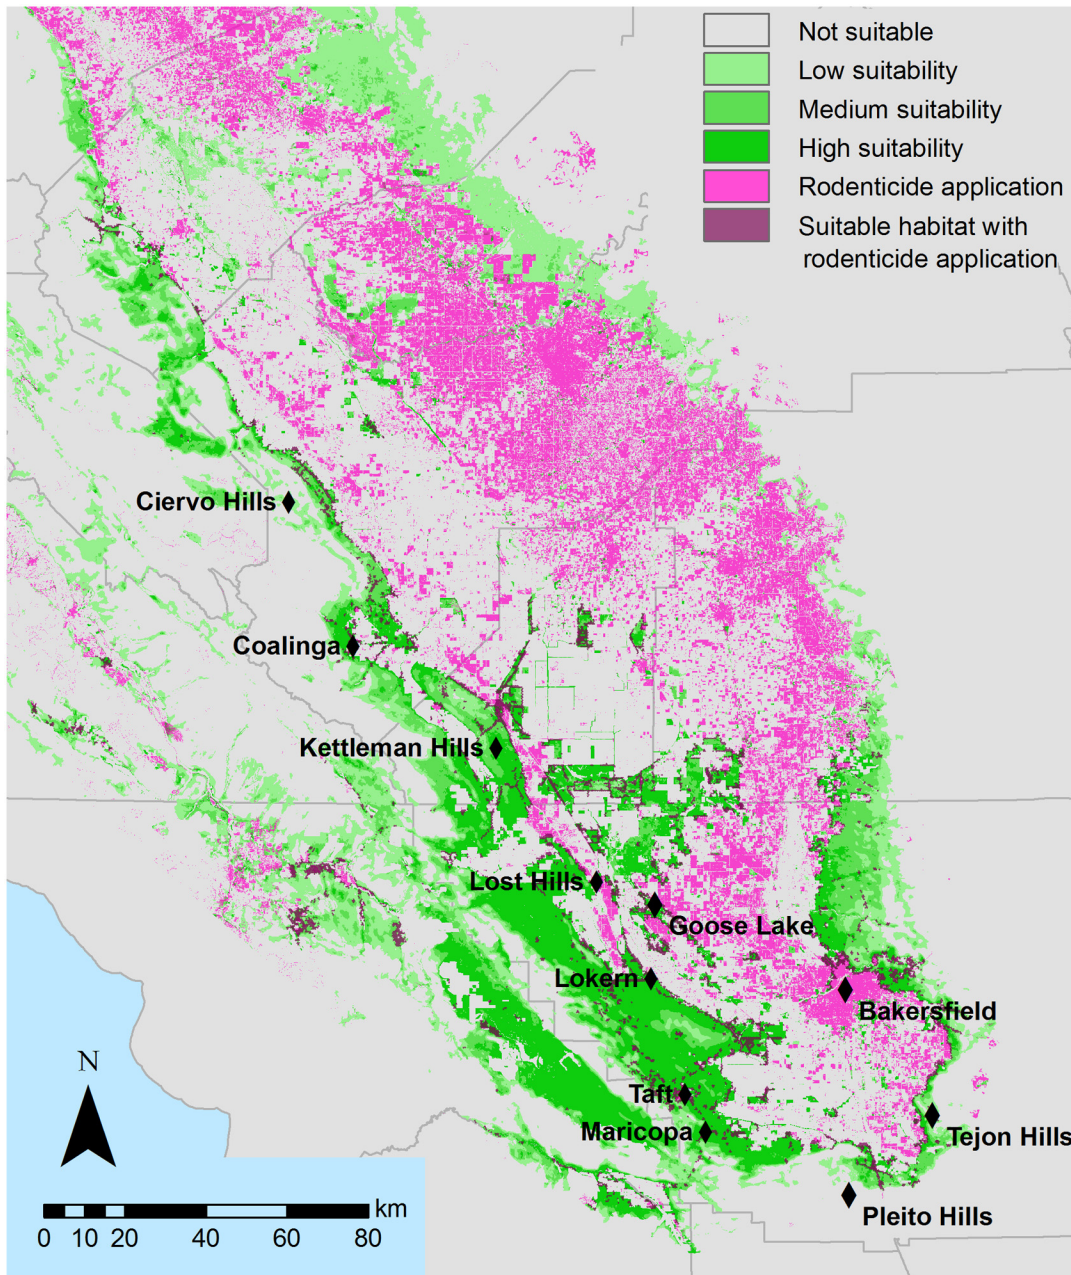 Not suitable
Low suitability
Medium suitability
High suitability
Rodenticide application
Suitable habitat with
rodenticide application
Ciervo Hills
Coalinga
Kettleman Hills
Lost Hills
Goose Lake
Lokern
Bakersfield
Taft
Maricopa
Tejon Hills
Pleito Hills
N
km
0 10 20 40 60 80